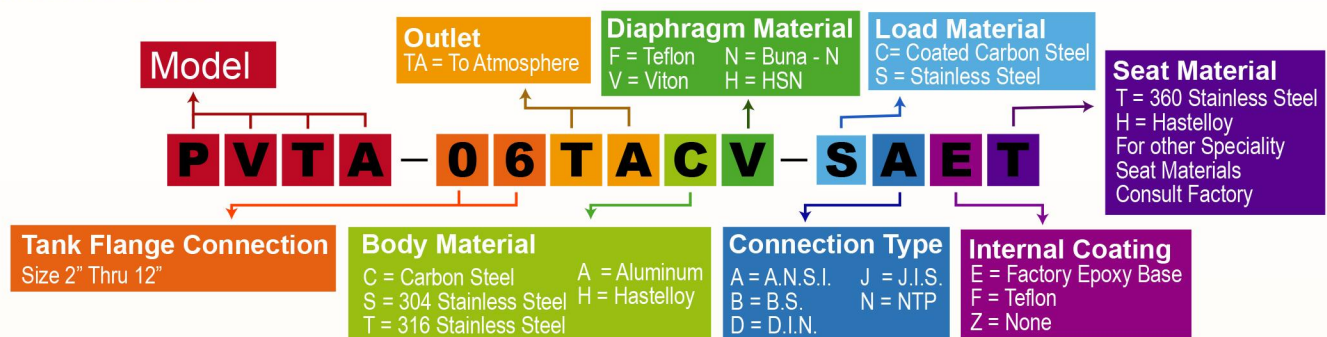 Model
Outlet
TA = To Atmosphere
Diaphragm Material
F = Teflon N = Buna - N
V = Viton H = HSN
Load Material
C= Coated Carbon Steel
S = Stainless Steel
Seat Material
T = 360 Stainless Steel
H = Hastelloy
For other Speciality
Seat Materials
Consult Factory
PVTA-06TACV-SAET
Tank Flange Connection
Size 2” Thru 12”
Body Material
C = Carbon Steel
S = 304 Stainless Steel
T = 316 Stainless Steel
A = Aluminum
H = Hastelloy
Connection Type
A = A.N.S.I. J = J.I.S.
B = B.S. N = NTP
D = D.I.N.
Internal Coating
E = Factory Epoxy Base
F = Teflon
Z = None